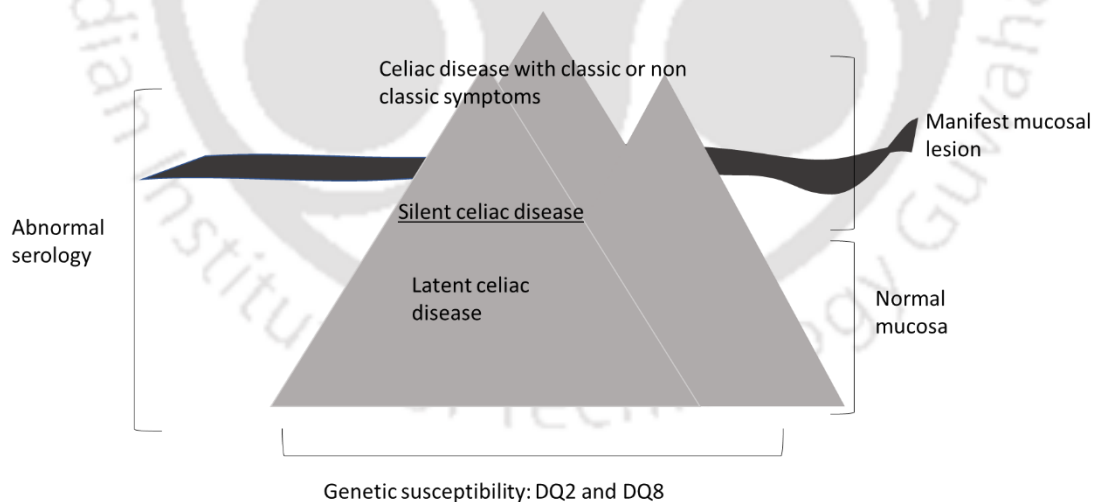 Celiac disease with classic or non
classic symptoms
Manifest mucosal
lesion
Silent celiac disease
Abnormal
serology
Latent celiac
disease
Normal
mucosa
Genetic susceptibility: DQ2 and DQ8